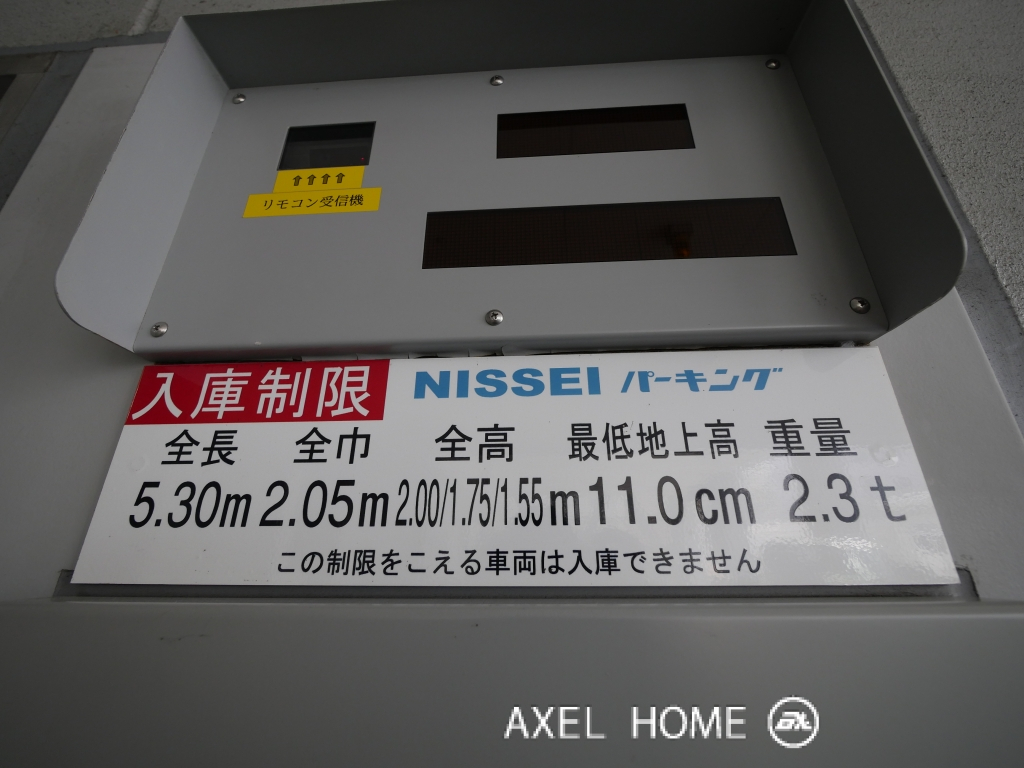 ↑↑↑↑
リモコン受信機
入庫制限 NISSEI パーキング
全長 全巾 全高 最低地上高 重量
5.30m 2.05m 2.00/1.75/1.55m 11.0cm 2.3t
この制限をこえる車両は入庫できません
AXEL HOME